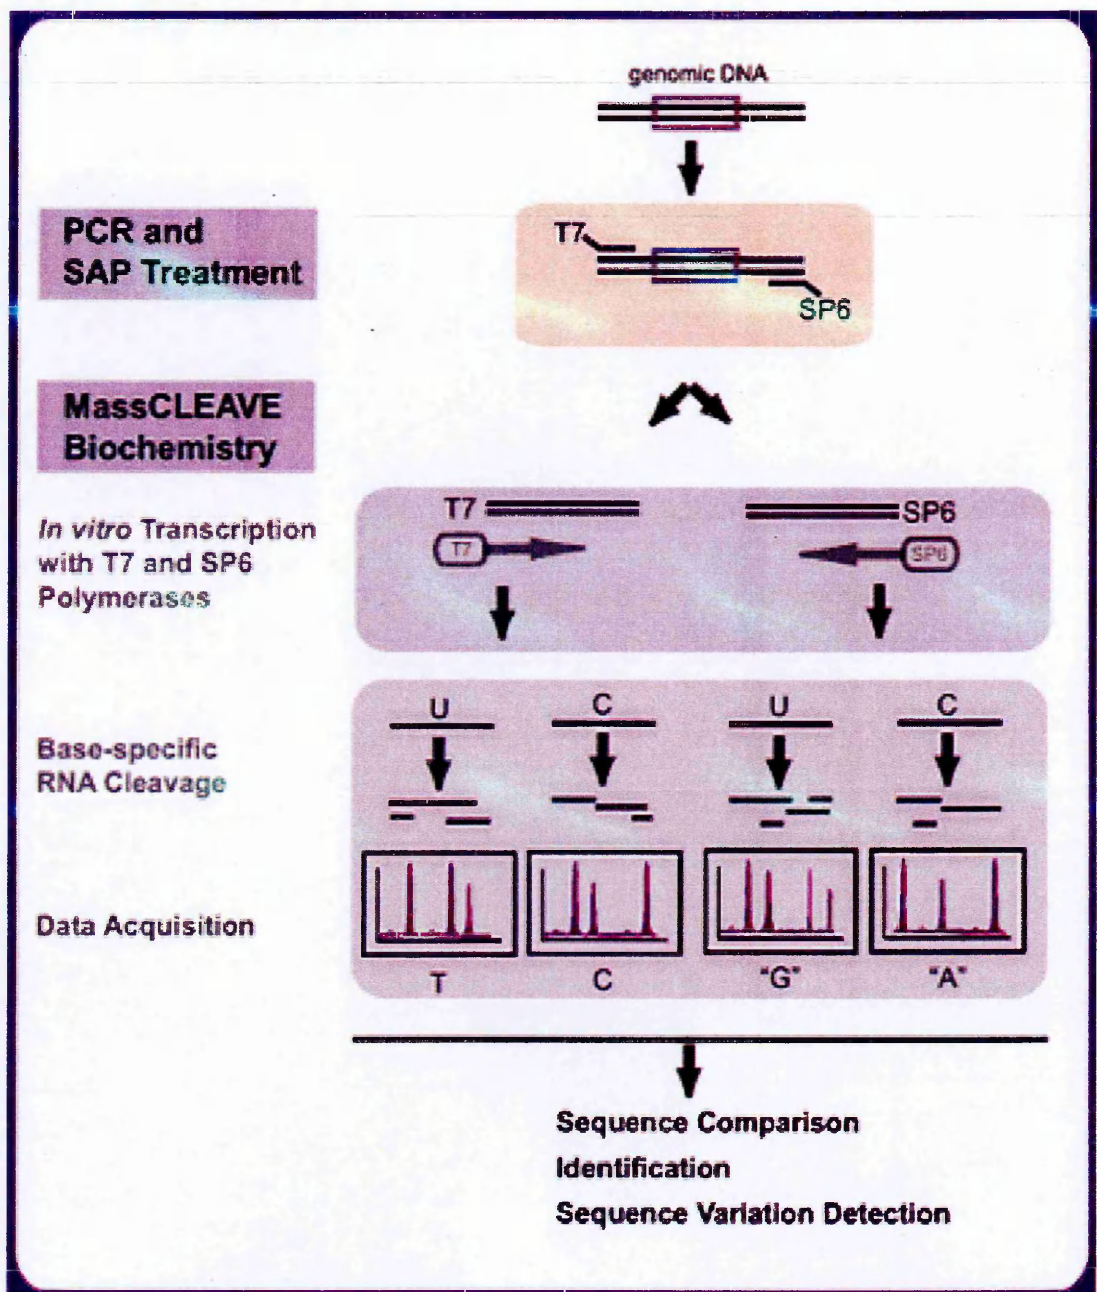 genomic DNA
PCR and
SAP Treatment
T7
SP6
MassCLEAVE
Biochemistry
In vitro Transcription
with T7 and SP6
Polymerases
T7
SP6
T7
SP6
Base-specific
RNA Cleavage
U
C
U
C
Data Acquisition
T
C
"G"
"A"
Sequence Comparison
Identification
Sequence Variation Detection